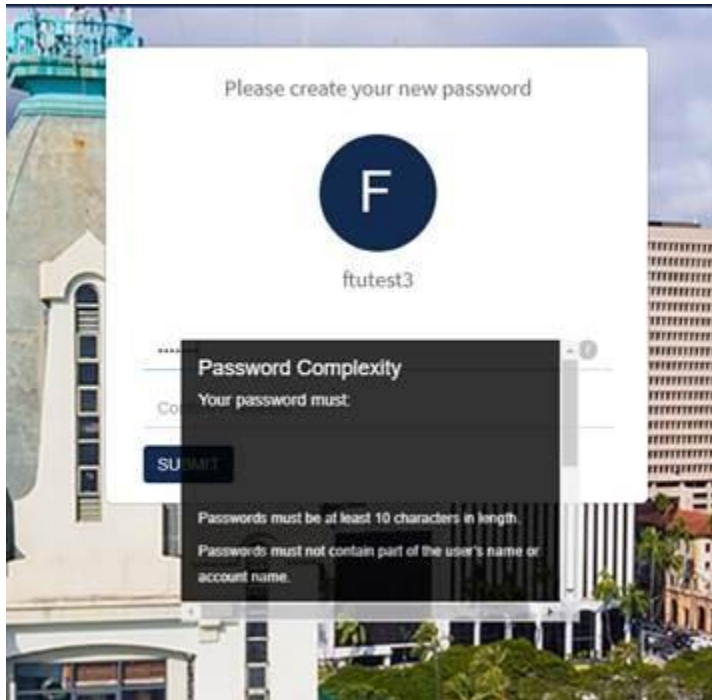 Please create your new password
F
ftutest3
Password Complexity
Your password must:
SUBMIT
Passwords must be at least 10 characters in length.
Passwords must not contain part of the user's name or
account name.